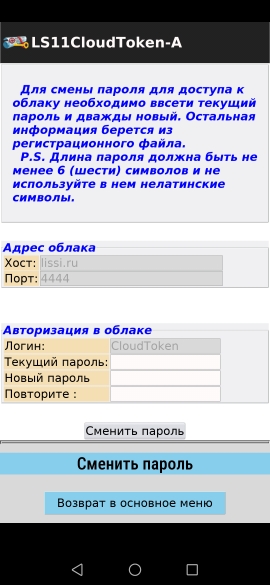 LS11CloudToken-A
Для смены пароля для доступа к
облаку необходимо ввсети текущий
пароль и дважды новый. Остальная
информация берется из
регистрационного файла.
P.S. Длина пароля должна быть не
менее 6 (шести) символов и не
используйте в нем нелатинские
символы.
Адрес облака
Хост: lissi.ru
Порт: 4444
Авторизация в облаке
Логин: CloudToken
Текущий пароль:
Новый пароль
Повторите :
Сменить пароль
Сменить пароль
Возврат в основное меню